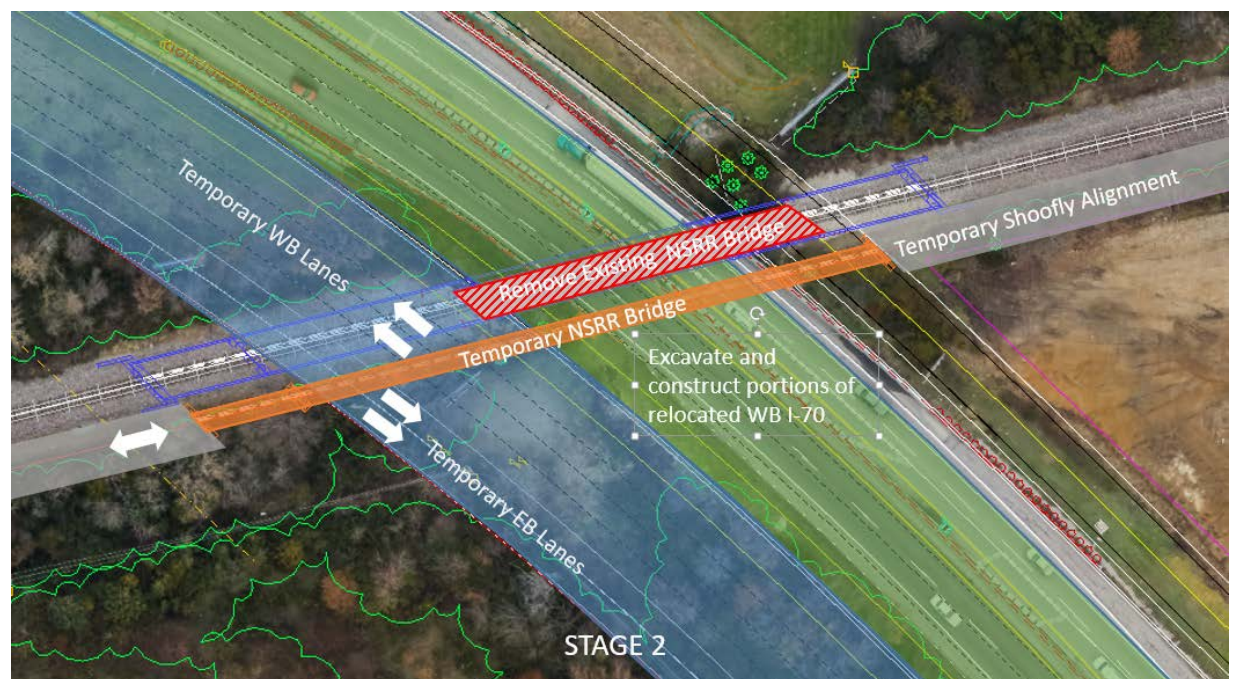 Temporary WB Lanes
Remove Existing NSRR Bridge
Temporary Shoofly Alignment
Temporary NSRR Bridge
Excavate and
construct portions of
relocated WB I-70
Temporary EB Lanes
STAGE 2